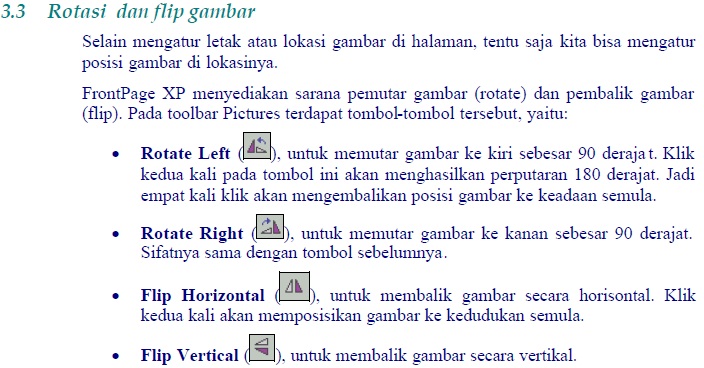 3.3 Rotasi dan flip gambar
Selain mengatur letak atau lokasi gambar di halaman, tentu saja kita bisa mengatur
posisi gambar di lokasinya.
FrontPage XP menyediakan sarana pemutar gambar (rotate) dan pembalik gambar
(flip). Pada toolbar Pictures terdapat tombol-tombol tersebut, yaitu:
• Rotate Left (), untuk memutar gambar ke kiri sebesar 90 derajat. Klik
kedua kali pada tombol ini akan menghasilkan perputaran 180 derajat. Jadi
empat kali klik akan mengembalikan posisi gambar ke keadaan semula.
• Rotate Right (), untuk memutar gambar ke kanan sebesar 90 derajat.
Sifatnya sama dengan tombol sebelumnya.
• Flip Horizontal (), untuk membalik gambar secara horisontal. Klik
kedua kali akan memposisikan gambar ke kedudukan semula.
• Flip Vertical (), untuk membalik gambar secara vertikal.